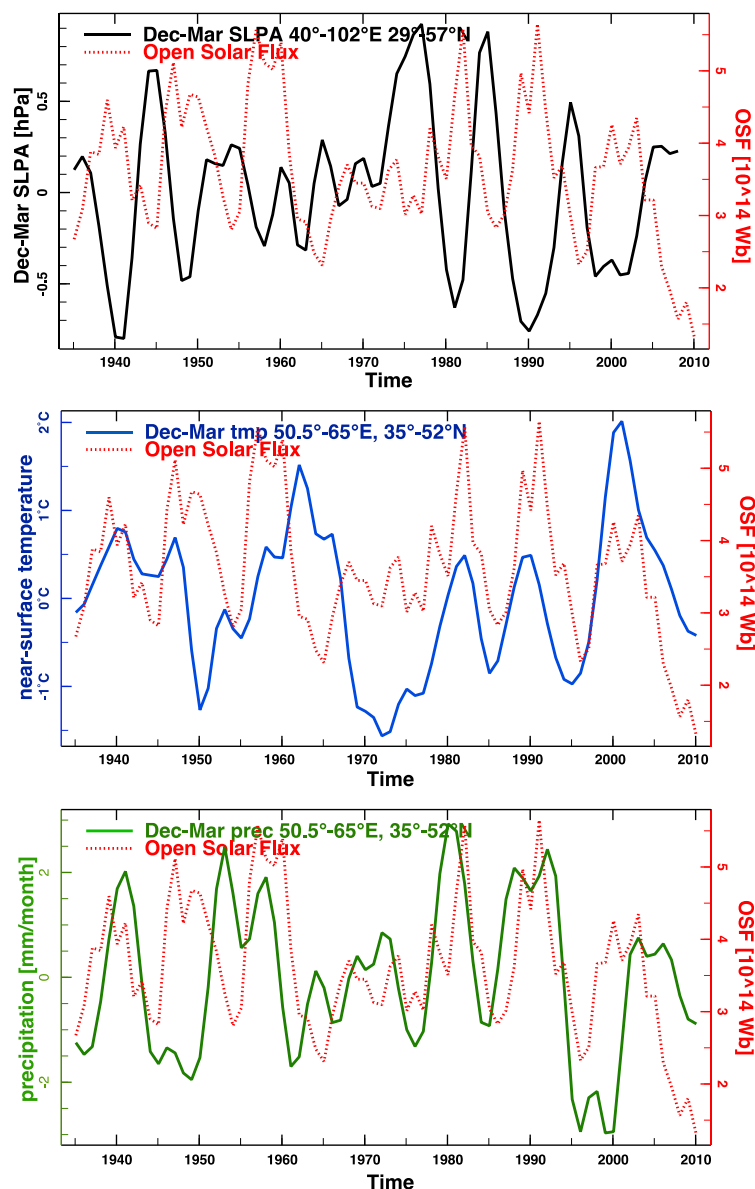 Dec-Mar SLPA 40°-102°E 29°-57°N
Open Solar Flux
Dec-Mar SLPA [hPa]
0.5
0
-0.5
5
4
3
2
OSF [10^14 Wb]
1940 1950 1960 1970 1980 1990 2000
Time
Dec-Mar tmp 50.5°-65°E, 35°-52°N
Open Solar Flux
near-surface temperature
2°C
1°C
0°C
-1°C
5
4
3
2
OSF [10^14 Wb]
1940 1950 1960 1970 1980 1990 2000 2010
Time
Dec-Mar prec 50.5°-65°E, 35°-52°N
Open Solar Flux
precipitation [mm/month]
2
0
-2
5
4
3
2
OSF [10^14 Wb]
1940 1950 1960 1970 1980 1990 2000 2010
Time